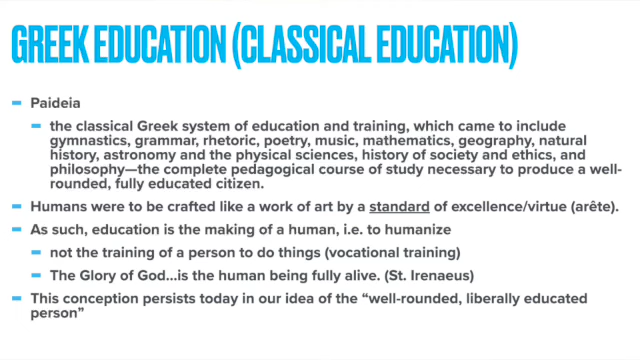 GREEK EDUCATION (CLASSICAL EDUCATION)
Paideia
the classical Greek system of education and training, which came to include
gymnastics, grammar, rhetoric, poetry, music, mathematics, geography, natural
history, astronomy and the physical sciences, history of society and ethics, and
philosophy—the complete pedagogical course of study necessary to produce a well-
rounded, fully educated citizen.
Humans were to be crafted like a work of art by a standard of excellence/virtue (arête).
As such, education is the making of a human, i.e. to humanize
not the training of a person to do things (vocational training)
The Glory of God...is the human being fully alive. (St. Irenaeus)
This conception persists today in our idea of the “well-rounded, liberally educated
person”